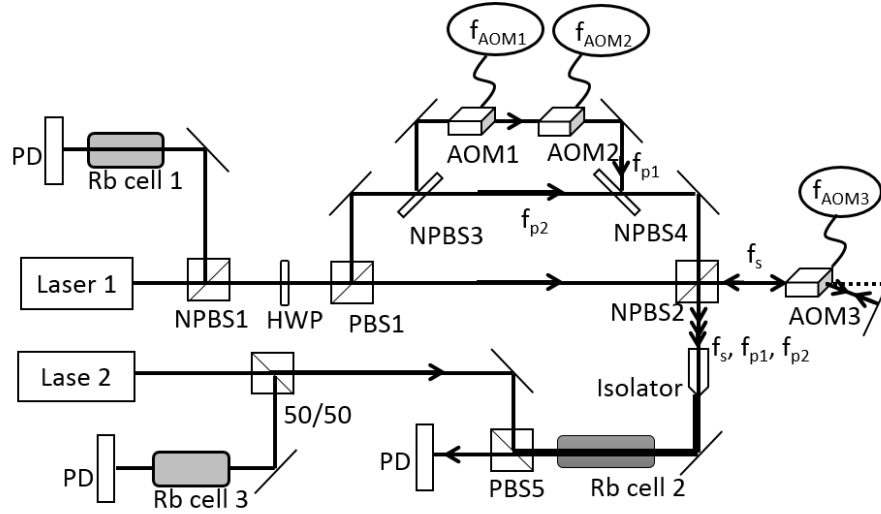 f_AOM1
f_AOM2
PD
Rb cell 1
AOM1
AOM2
f_p1
f_p2
NPBS3
NPBS4
f_AOM3
Laser 1
NPBS1
HWP
PBS1
NPBS2
f_s
AOM3
f_s, f_p1, f_p2
Lase 2
Isolator
50/50
PD
Rb cell 3
PD
PBS5
Rb cell 2